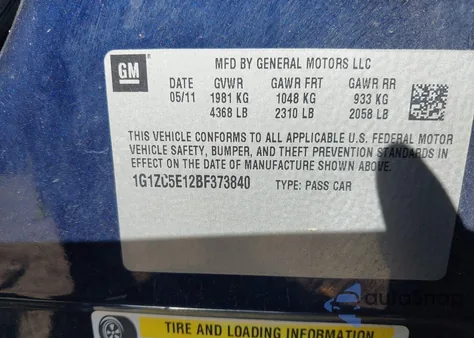 GM
MFD BY GENERAL MOTORS LLC
DATE GVWR GAWR FRT GAWR RR
05/11 1981 KG 1048 KG 933 KG
4368 LB 2310 LB 2058 LB
THIS VEHICLE CONFORMS TO ALL APPLICABLE U.S. FEDERAL MOTOR
VEHICLE SAFETY, BUMPER, AND THEFT PREVENTION STANDARDS IN
EFFECT ON THE DATE OF MANUFACTURE SHOWN ABOVE.
1G1ZC5E12BF373840 TYPE: PASS CAR
autoshop
TIRE AND LOADING INFORMATION